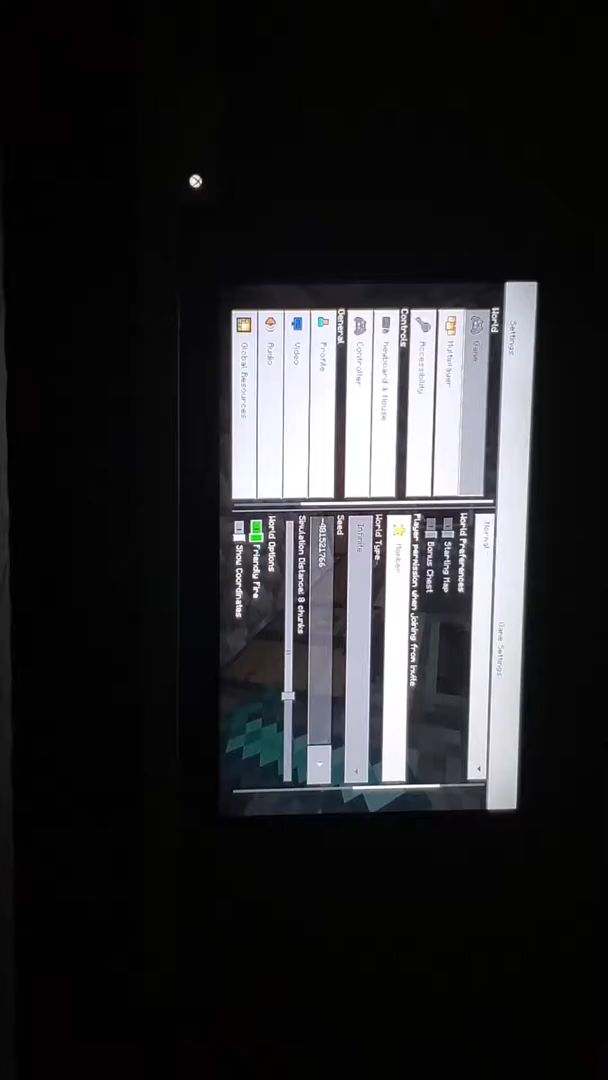 Settings
Game Settings
World
Game
Multiplayer
Accessibility
Controls
Keyboard & Mouse
Controller
General
Profile
Video
Audio
Global Resources
Normal
World Preferences
Starting Map
Bonus Chest
Player permission when joining from invite
Member
World Type
Infinite
Seed
-481521766
Simulation Distance: 8 chunks
World Options
Friendly Fire
Show Coordinates